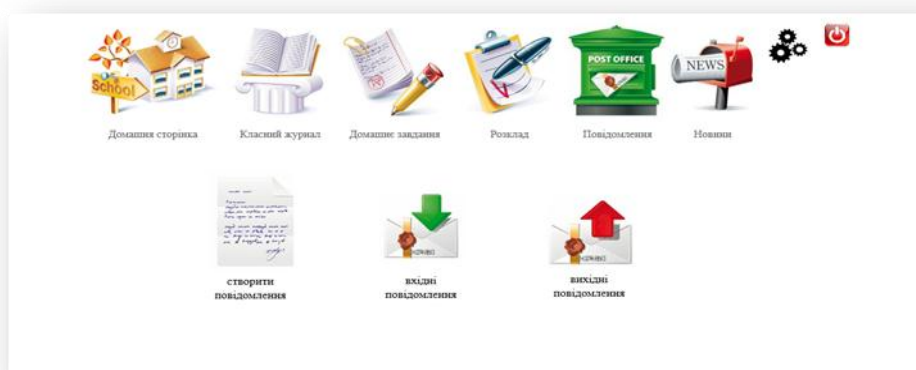 School
POST OFFICE
NEWS
Домашня сторінка
Класний журнал
Домашнє завдання
Розклад
Повідомлення
Новини
створити
повідомлення
вхідні
повідомлення
вихідні
повідомлення